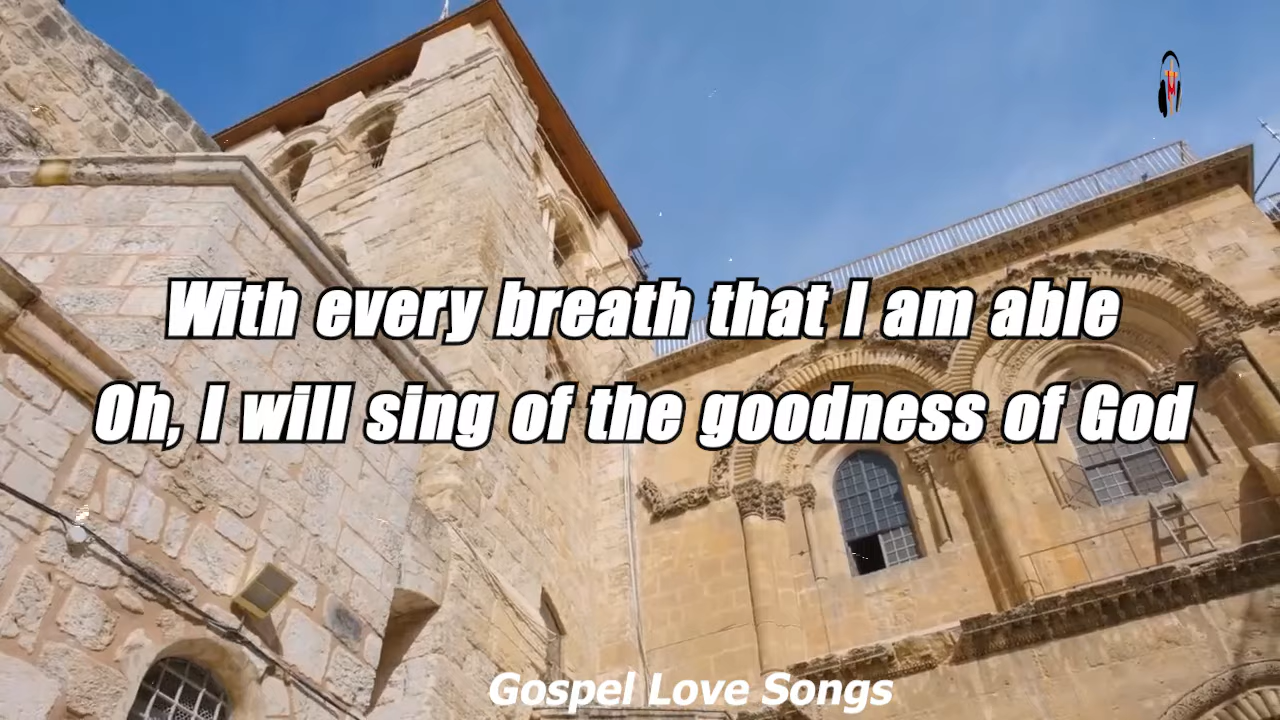 With every breath that I am able
Oh, I will sing of the goodness of God
Gospel Love Songs